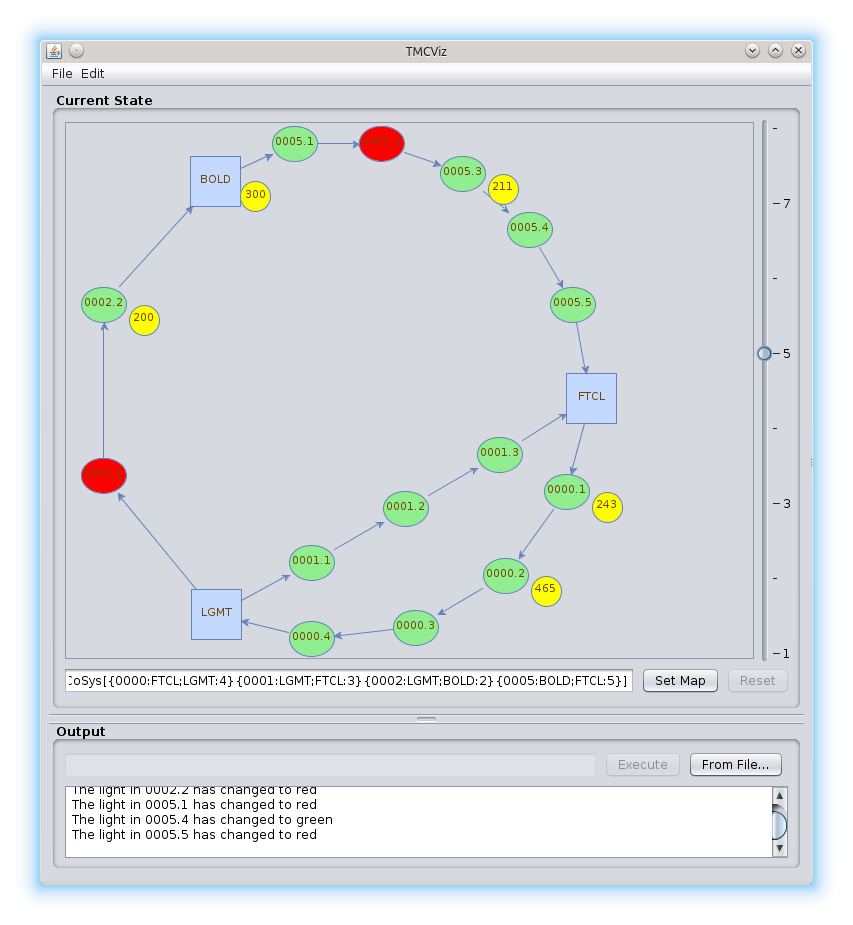 TMCViz
File Edit
Current State
0005.1
0005.3
BOLD
211
300
7
0005.4
0002.2
0005.5
200
5
FTCL
0001.3
0000.1
0001.2
243
3
0001.1
0000.2
465
LGMT
0000.3
0000.4
1
CoSys[{0000:FTCL;LGMT:4}{0001:LGMT;FTCL:3}{0002:LGMT;BOLD:2}{0005:BOLD;FTCL:5}]
Set Map
Reset
Output
Execute
From File...
The light in 0002.2 has changed to red
The light in 0005.1 has changed to red
The light in 0005.4 has changed to green
The light in 0005.5 has changed to red